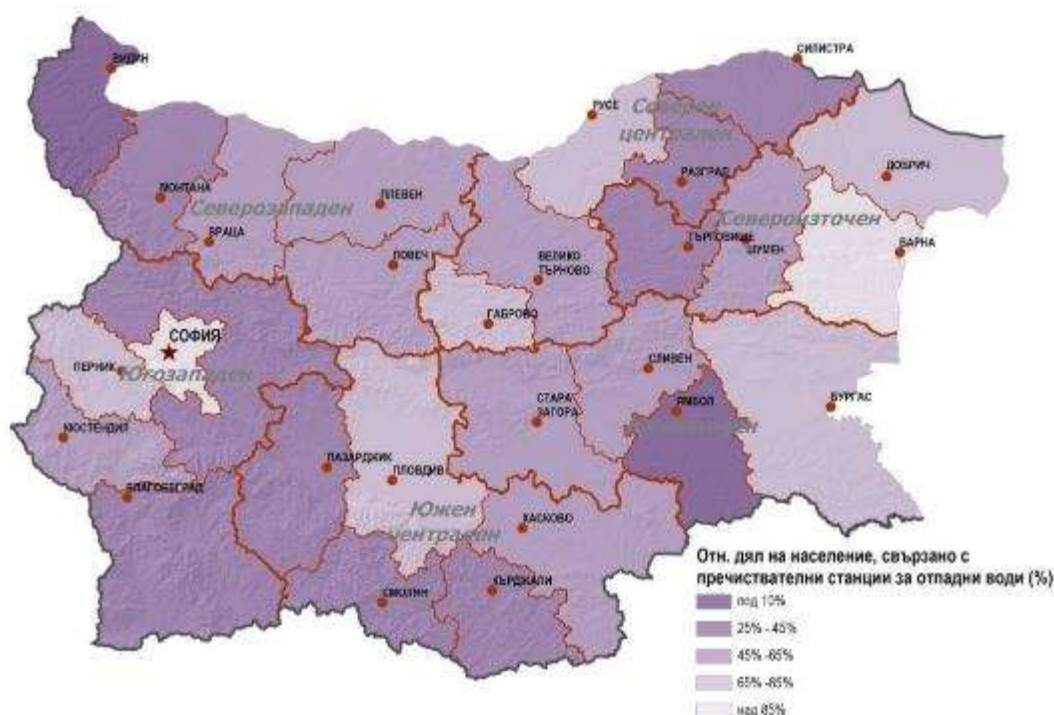 ВИДИН
СИЛИСТРА
РУСЕ
Северен
централен
ДОБРИЧ
РАЗГРАД
МОНТАНА
ПЛЕВЕН
Северозападен
Североизточен
ВРАЦА
ТЪРГОВИЩЕ
ШУМЕН
ВАРНА
ЛОВЕЧ
ВЕЛИКО
ТЪРНОВО
ГАБРОВО
СОФИЯ
ПЕРНИК
Югозападен
СЛИВЕН
ЯМБОЛ
БУРГАС
СТАРА
ЗАГОРА
КЮСТЕНДИЛ
ПАЗАРДЖИК
ПЛОВДИВ
БЛАГОЕВГРАД
Южен
централен
ХАСКОВО
СМОЛЯН
КЪРДЖАЛИ
Отн. дял на население, свързано с
пречиствателни станции за отпадни води (%)
под 10%
25% - 45%
45% -65%
65% -85%
над 85%